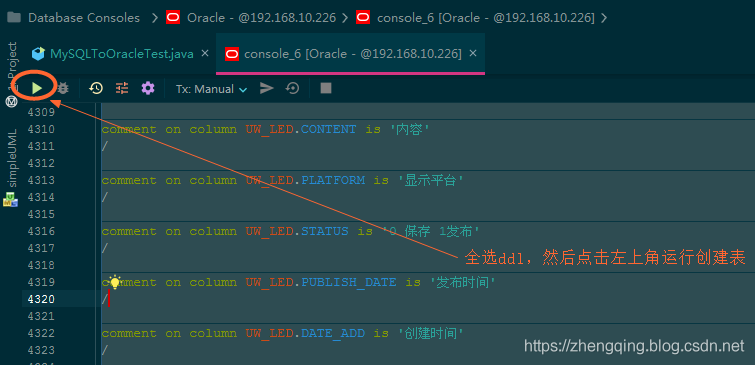 Database Consoles > Oracle - @192.168.10.226 > console_6 [Oracle - @192.168.10.226] >
MySQLToOracleTest.java × console_6 [Oracle - @192.168.10.226] ×
Tx: Manual
1: Project
simpleUML
4309
4310 comment on column UW_LED.CONTENT is '内容'
4311 /
4312
4313 comment on column UW_LED.PLATFORM is '显示平台'
4314 /
4315
4316 comment on column UW_LED.STATUS is '0 保存 1发布'
4317 /
4318
全选ddl，然后点击左上角运行创建表
4319 comment on column UW_LED.PUBLISH_DATE is '发布时间'
4320 /
4321
4322 comment on column UW_LED.DATE_ADD is '创建时间'
4323 /
https://zhengqing.blog.csdn.net